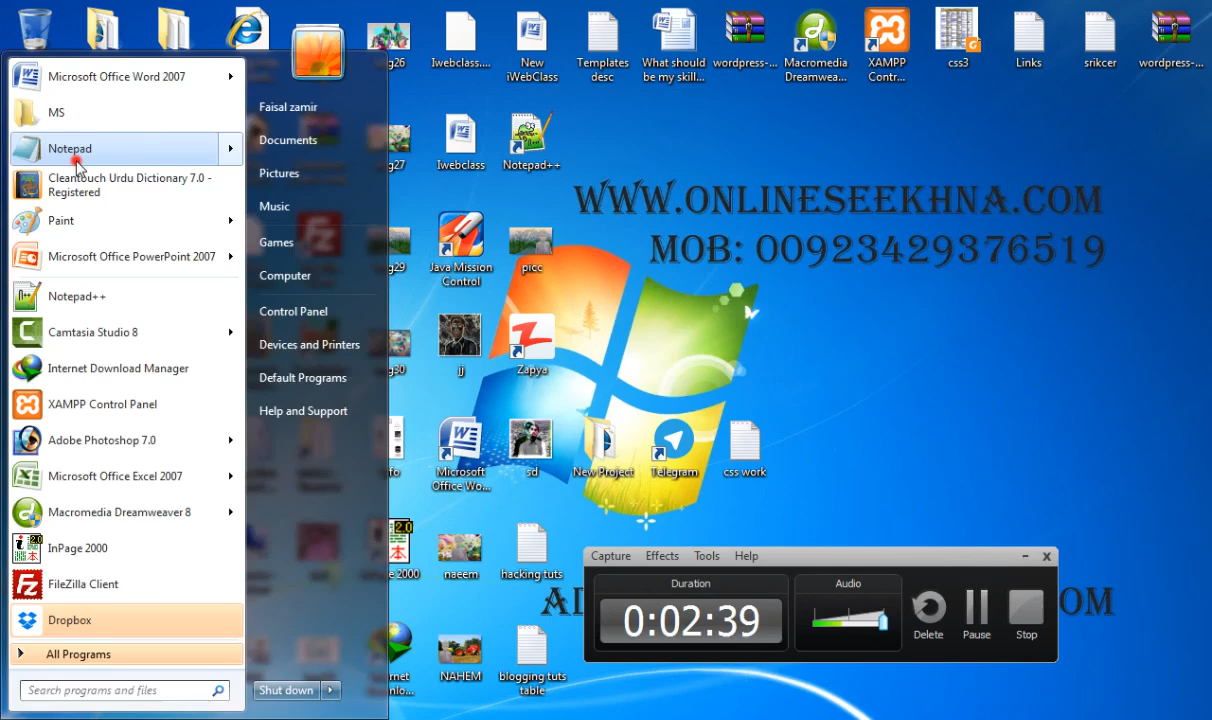 Iwebclass....
New
iWebClass
Templates
desc
What should
be my skill...
wordpress-...
Macromedia
Dreamwea...
XAMPP
Contr...
css3
Links
srikcer
wordpress-...
Microsoft Office Word 2007
MS
Notepad
Cleantouch Urdu Dictionary 7.0 -
Registered
Paint
Microsoft Office PowerPoint 2007
Notepad++
Camtasia Studio 8
Internet Download Manager
XAMPP Control Panel
Adobe Photoshop 7.0
Microsoft Office Excel 2007
Macromedia Dreamweaver 8
InPage 2000
FileZilla Client
Dropbox
All Programs
Search programs and files
Faisal zamir
Documents
Pictures
Music
Games
Computer
Control Panel
Devices and Printers
Default Programs
Help and Support
Shut down
Iwebclass
Notepad++
WWW.ONLINESEEKHNA.COM
MOB: 00923429376519
Java Mission
Control
picc
jj
Zapya
Microsoft
Office Wo...
sd
New Project
Telegram
css work
2.0
2000
naeem
hacking tuts
NAHEM
blogging tuts
table
Capture
Effects
Tools
Help
Duration
0:02:39
Audio
Delete
Pause
Stop